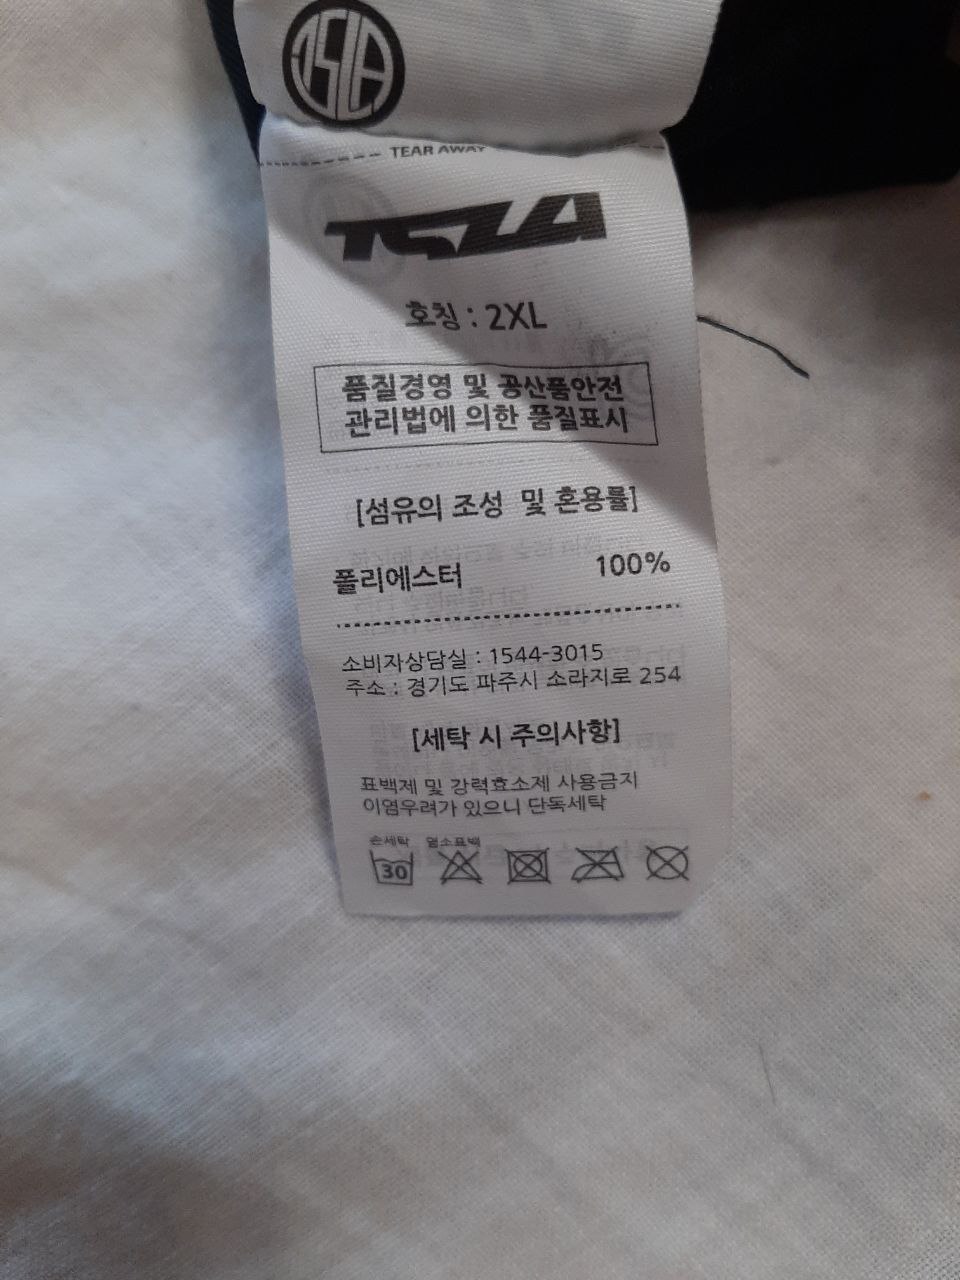 TSLA
TEAR AWAY
TSLA
호칭 : 2XL
품질경영 및 공산품안전
관리법에 의한 품질표시
[섬유의 조성 및 혼용률]
폴리에스터 100%
소비자상담실 : 1544-3015
주소 : 경기도 파주시 소라지로 254
[세탁 시 주의사항]
표백제 및 강력효소제 사용금지
이염우려가 있으니 단독세탁
손세탁 염소표백
30